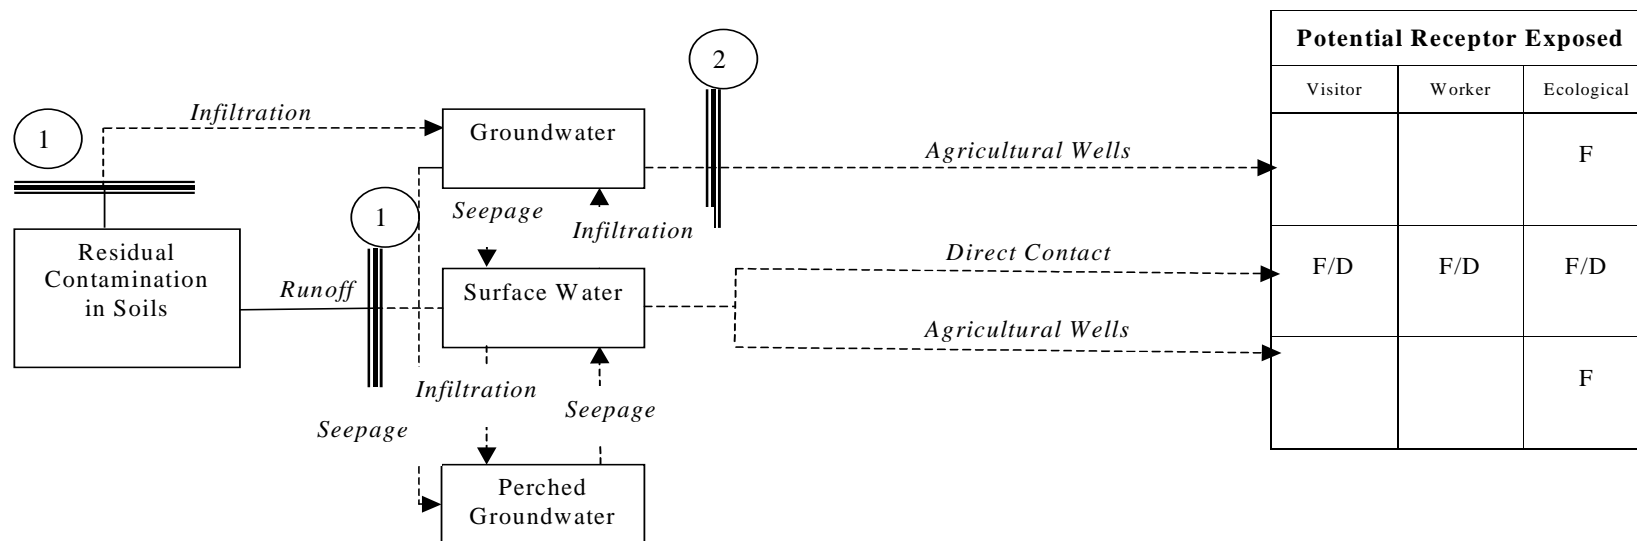 Potential Receptor Exposed
Visitor
Worker
Ecological
2
1
Infiltration
Groundwater
Agricultural Wells
F
1
Seepage
Infiltration
Residual
Contamination
in Soils
Runoff
Surface Water
Direct Contact
F/D
F/D
F/D
Agricultural Wells
F
Infiltration
Seepage
Seepage
Perched
Groundwater